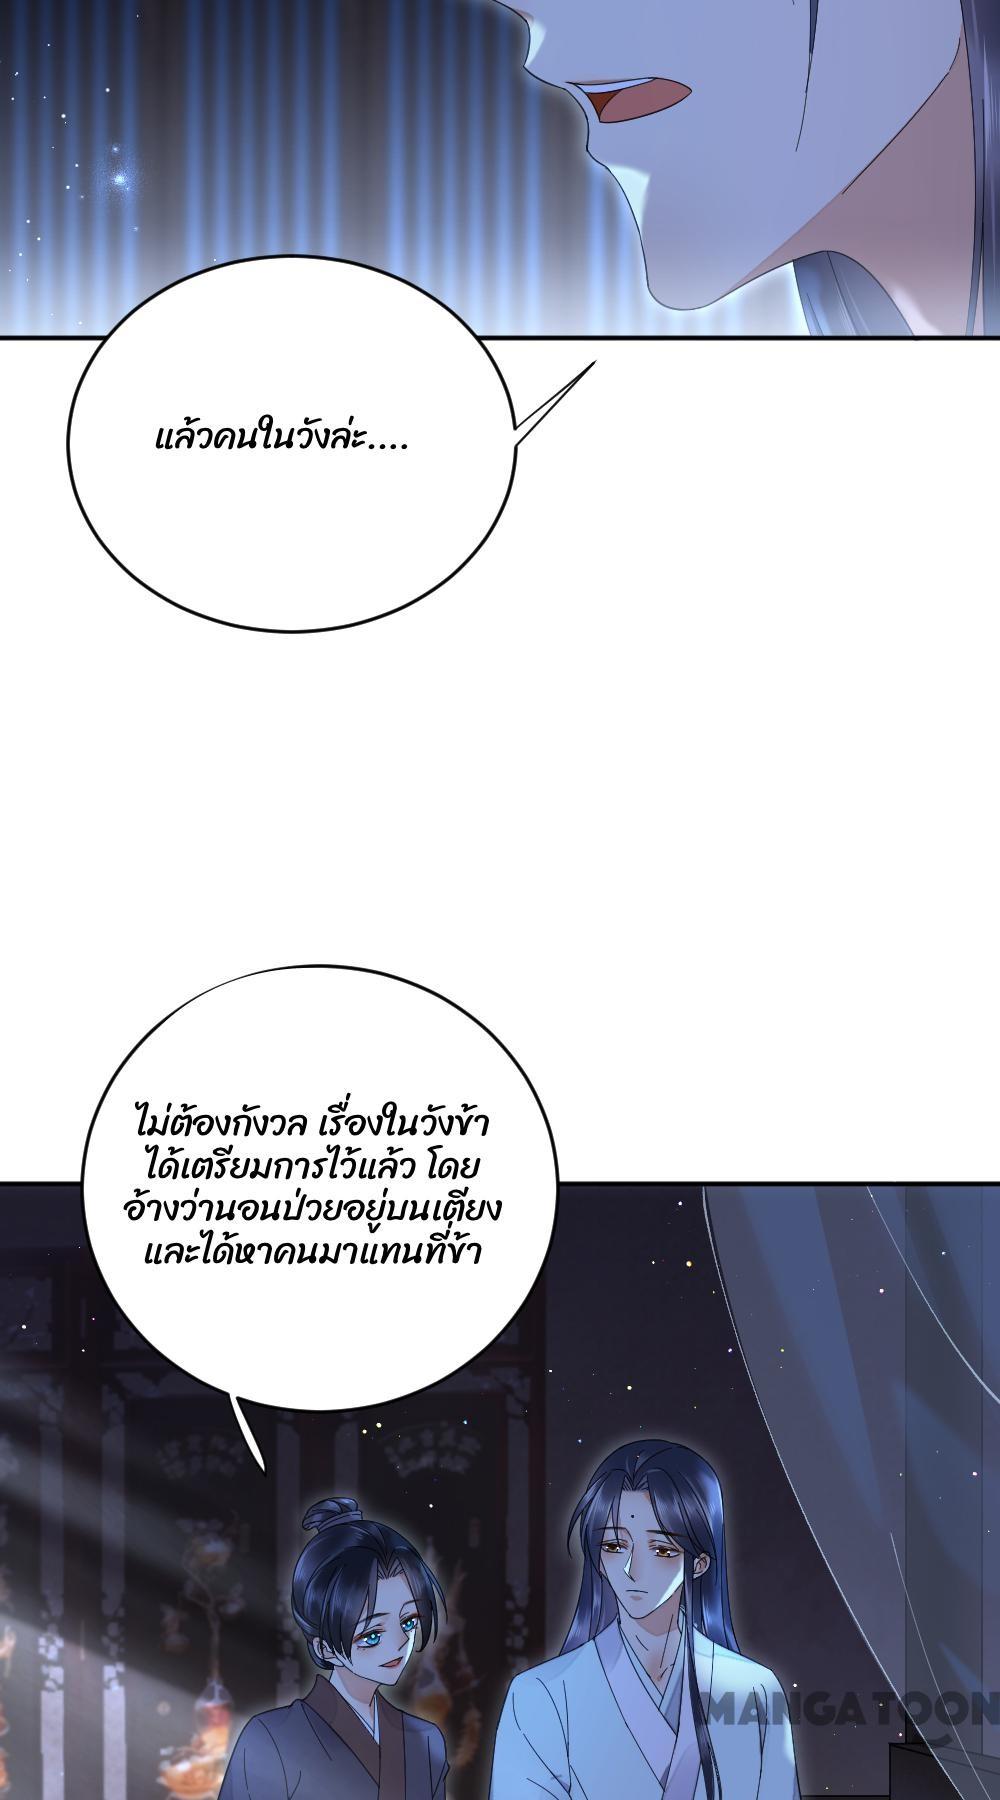 แล้วคนในวังล่ะ....
ไม่ต้องกังวล เรื่องในวังข้า
ได้เตรียมการไว้แล้ว โดย
อ้างว่านอนป่วยอยู่บนเตียง
และได้หาคนมาแทนที่ข้า
MANGATOON